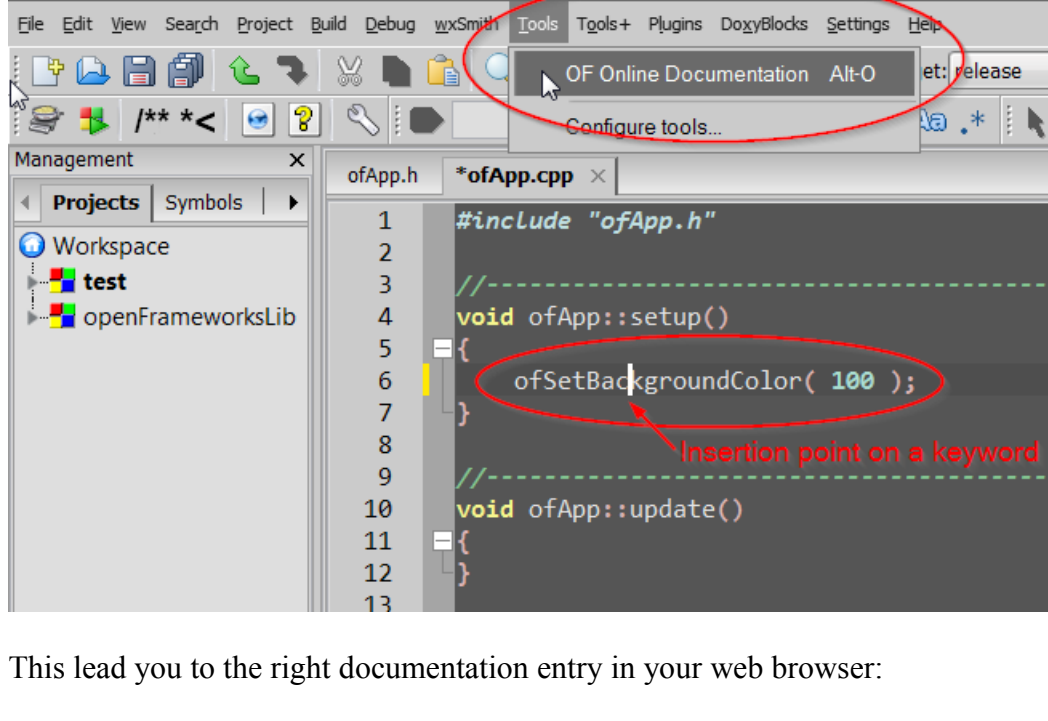 File Edit View Search Project Build Debug wxSmith Tools Tools+ Plugins DoxyBlocks Settings Help
OF Online Documentation Alt-O
et: release
/** *<
Aa .*
Configure tools...
Management
ofApp.h *ofApp.cpp
Projects Symbols
Workspace
test
openFrameworksLib
1 #include "ofApp.h"
2
3 //---------------------------------------
4 void ofApp::setup()
5 {
6 ofSetBackgroundColor( 100 );
7 }
8 Insertion point on a keyword
9 //---------------------------------------
10 void ofApp::update()
11 {
12 }
13
This lead you to the right documentation entry in your web browser: